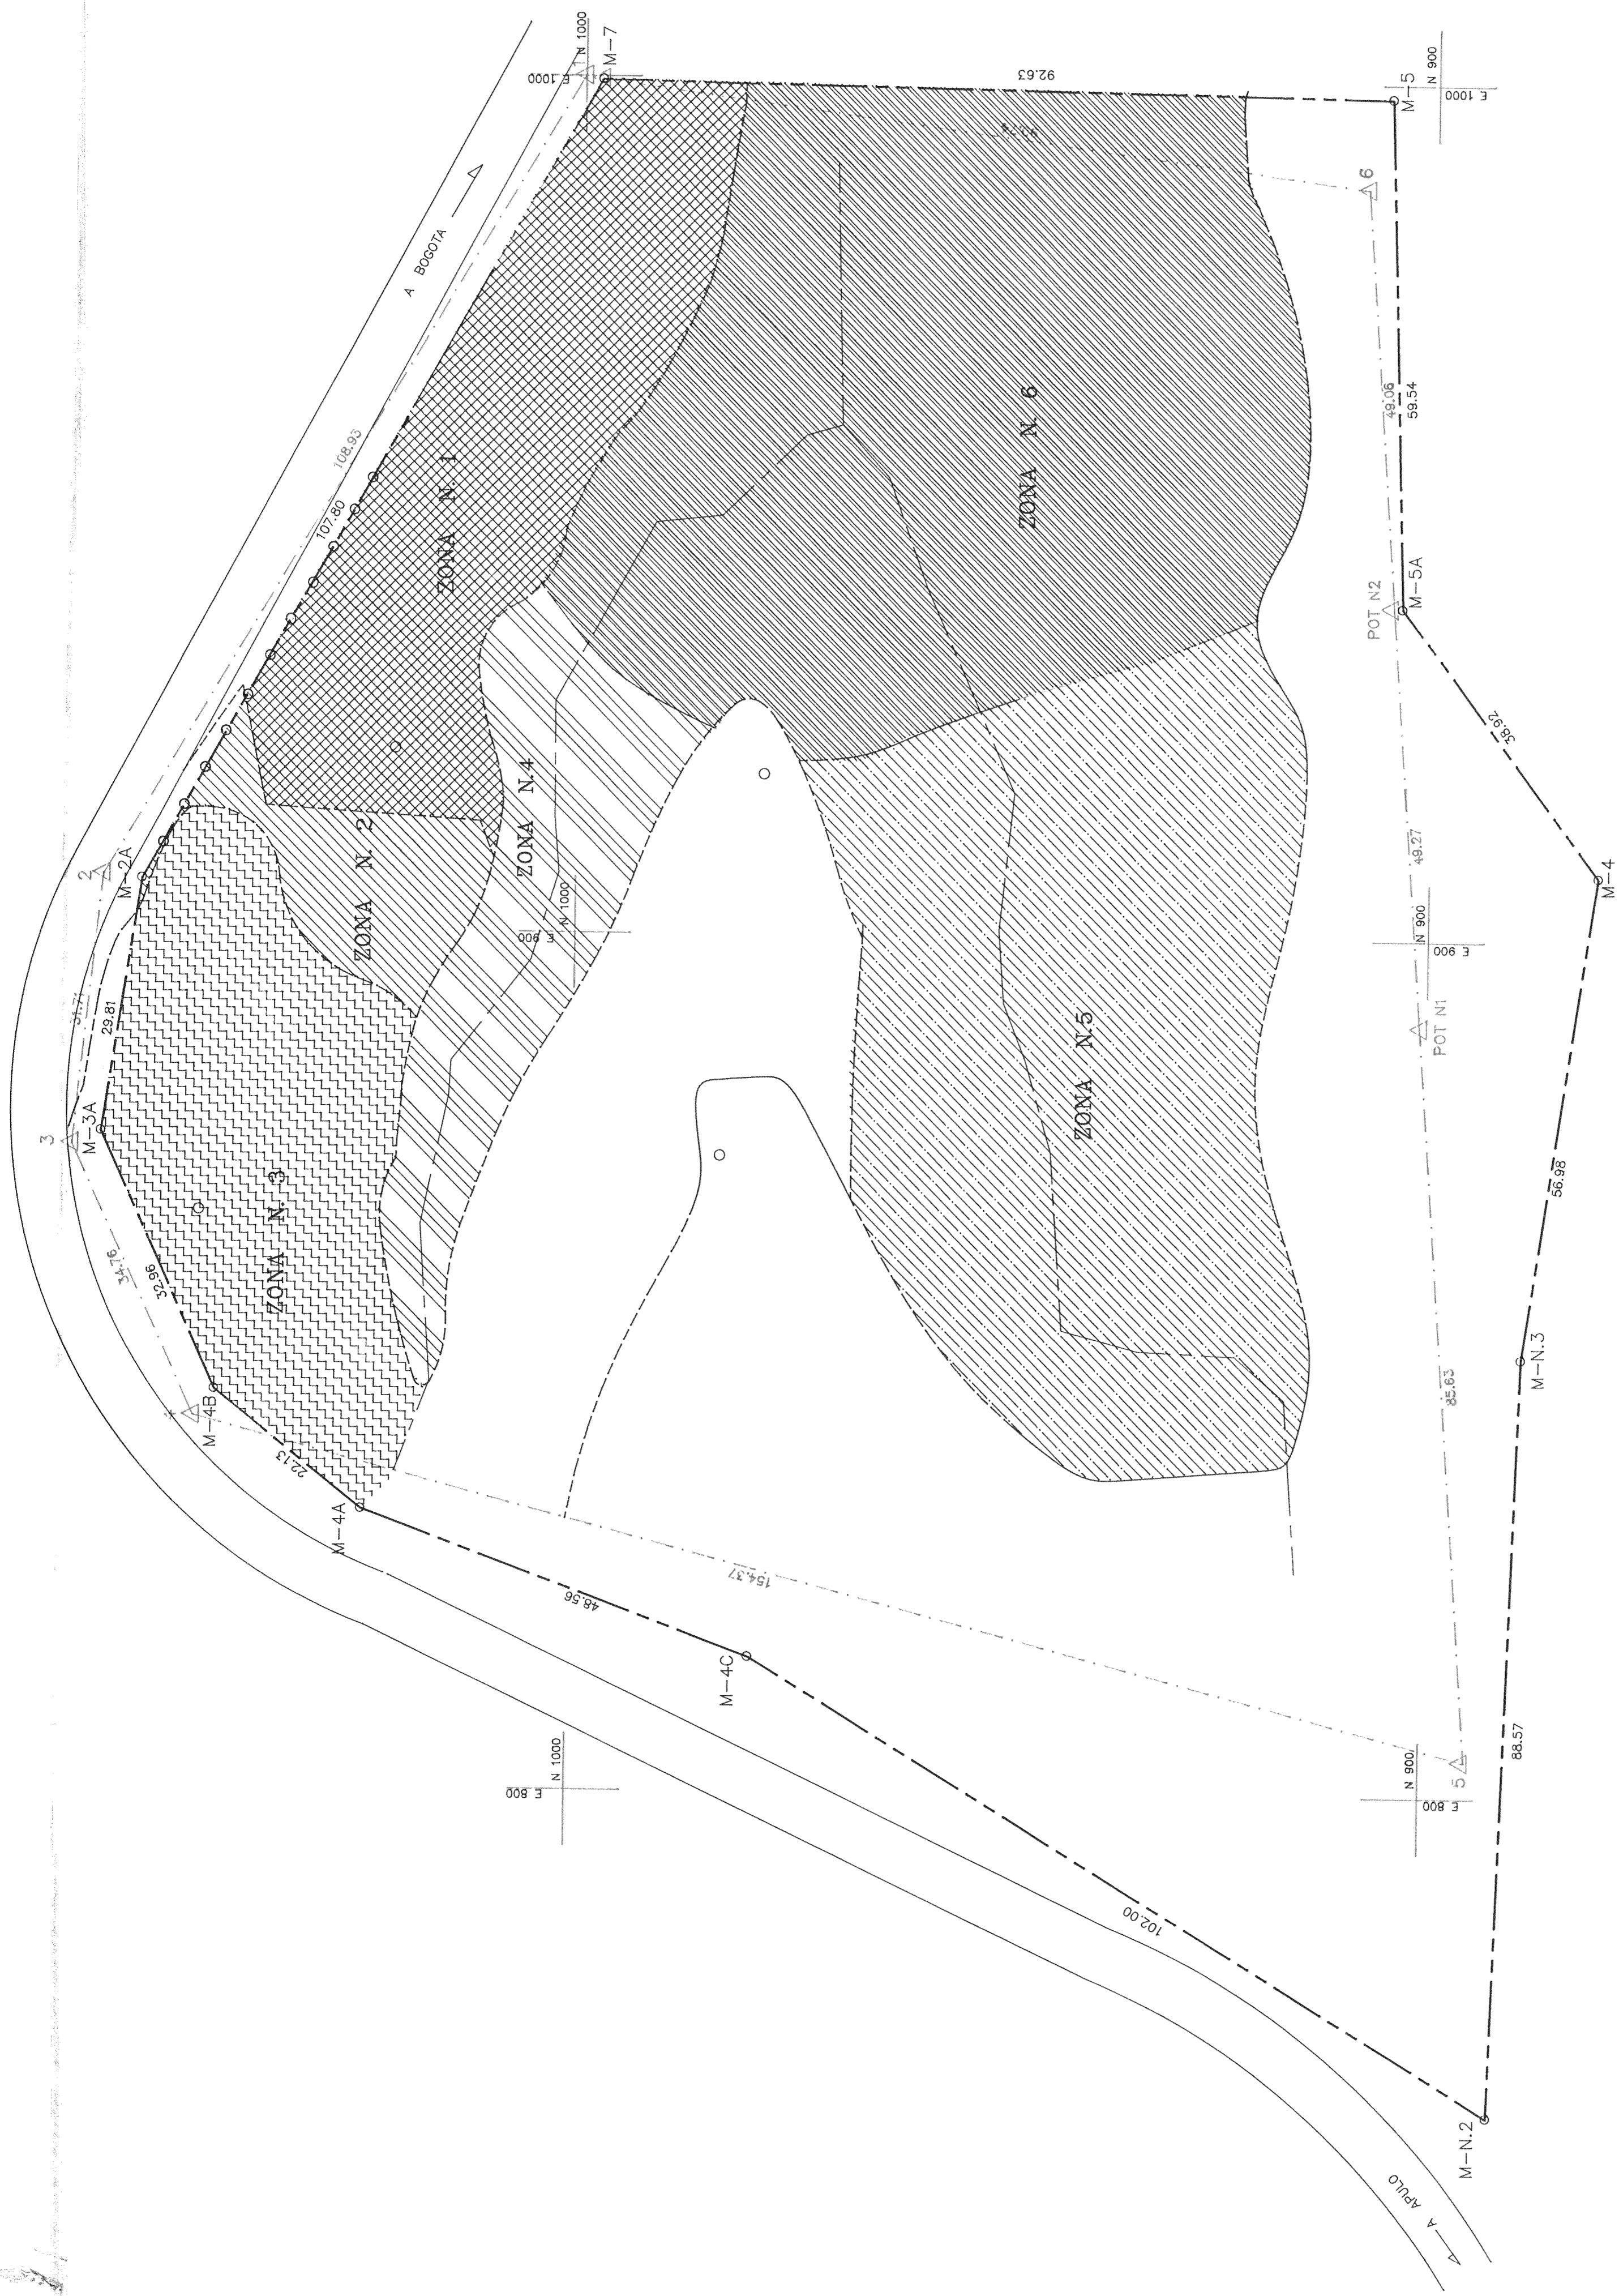 N 1000
E 1000
1
M-7
92.63
M-5
N 900
E 1000
6
A BOGOTA
108.93
107.80
ZONA N. 1
ZONA N. 6
49.06
59.54
POT N2
M-5A
38.92
2
M-2A
ZONA N. 2
ZONA N.4
N 1000
E 900
49.27
N 900
E 900
M-4
31.71
29.81
POT N1
3
M-3A
ZONA N. 3
ZONA N.5
56.98
34.76
32.96
M-N.3
85.63
4
M-4B
22.13
M-4A
154.37
48.56
M-4C
N 1000
E 800
N 900
E 800
5
88.57
102.00
M-N.2
A APULO